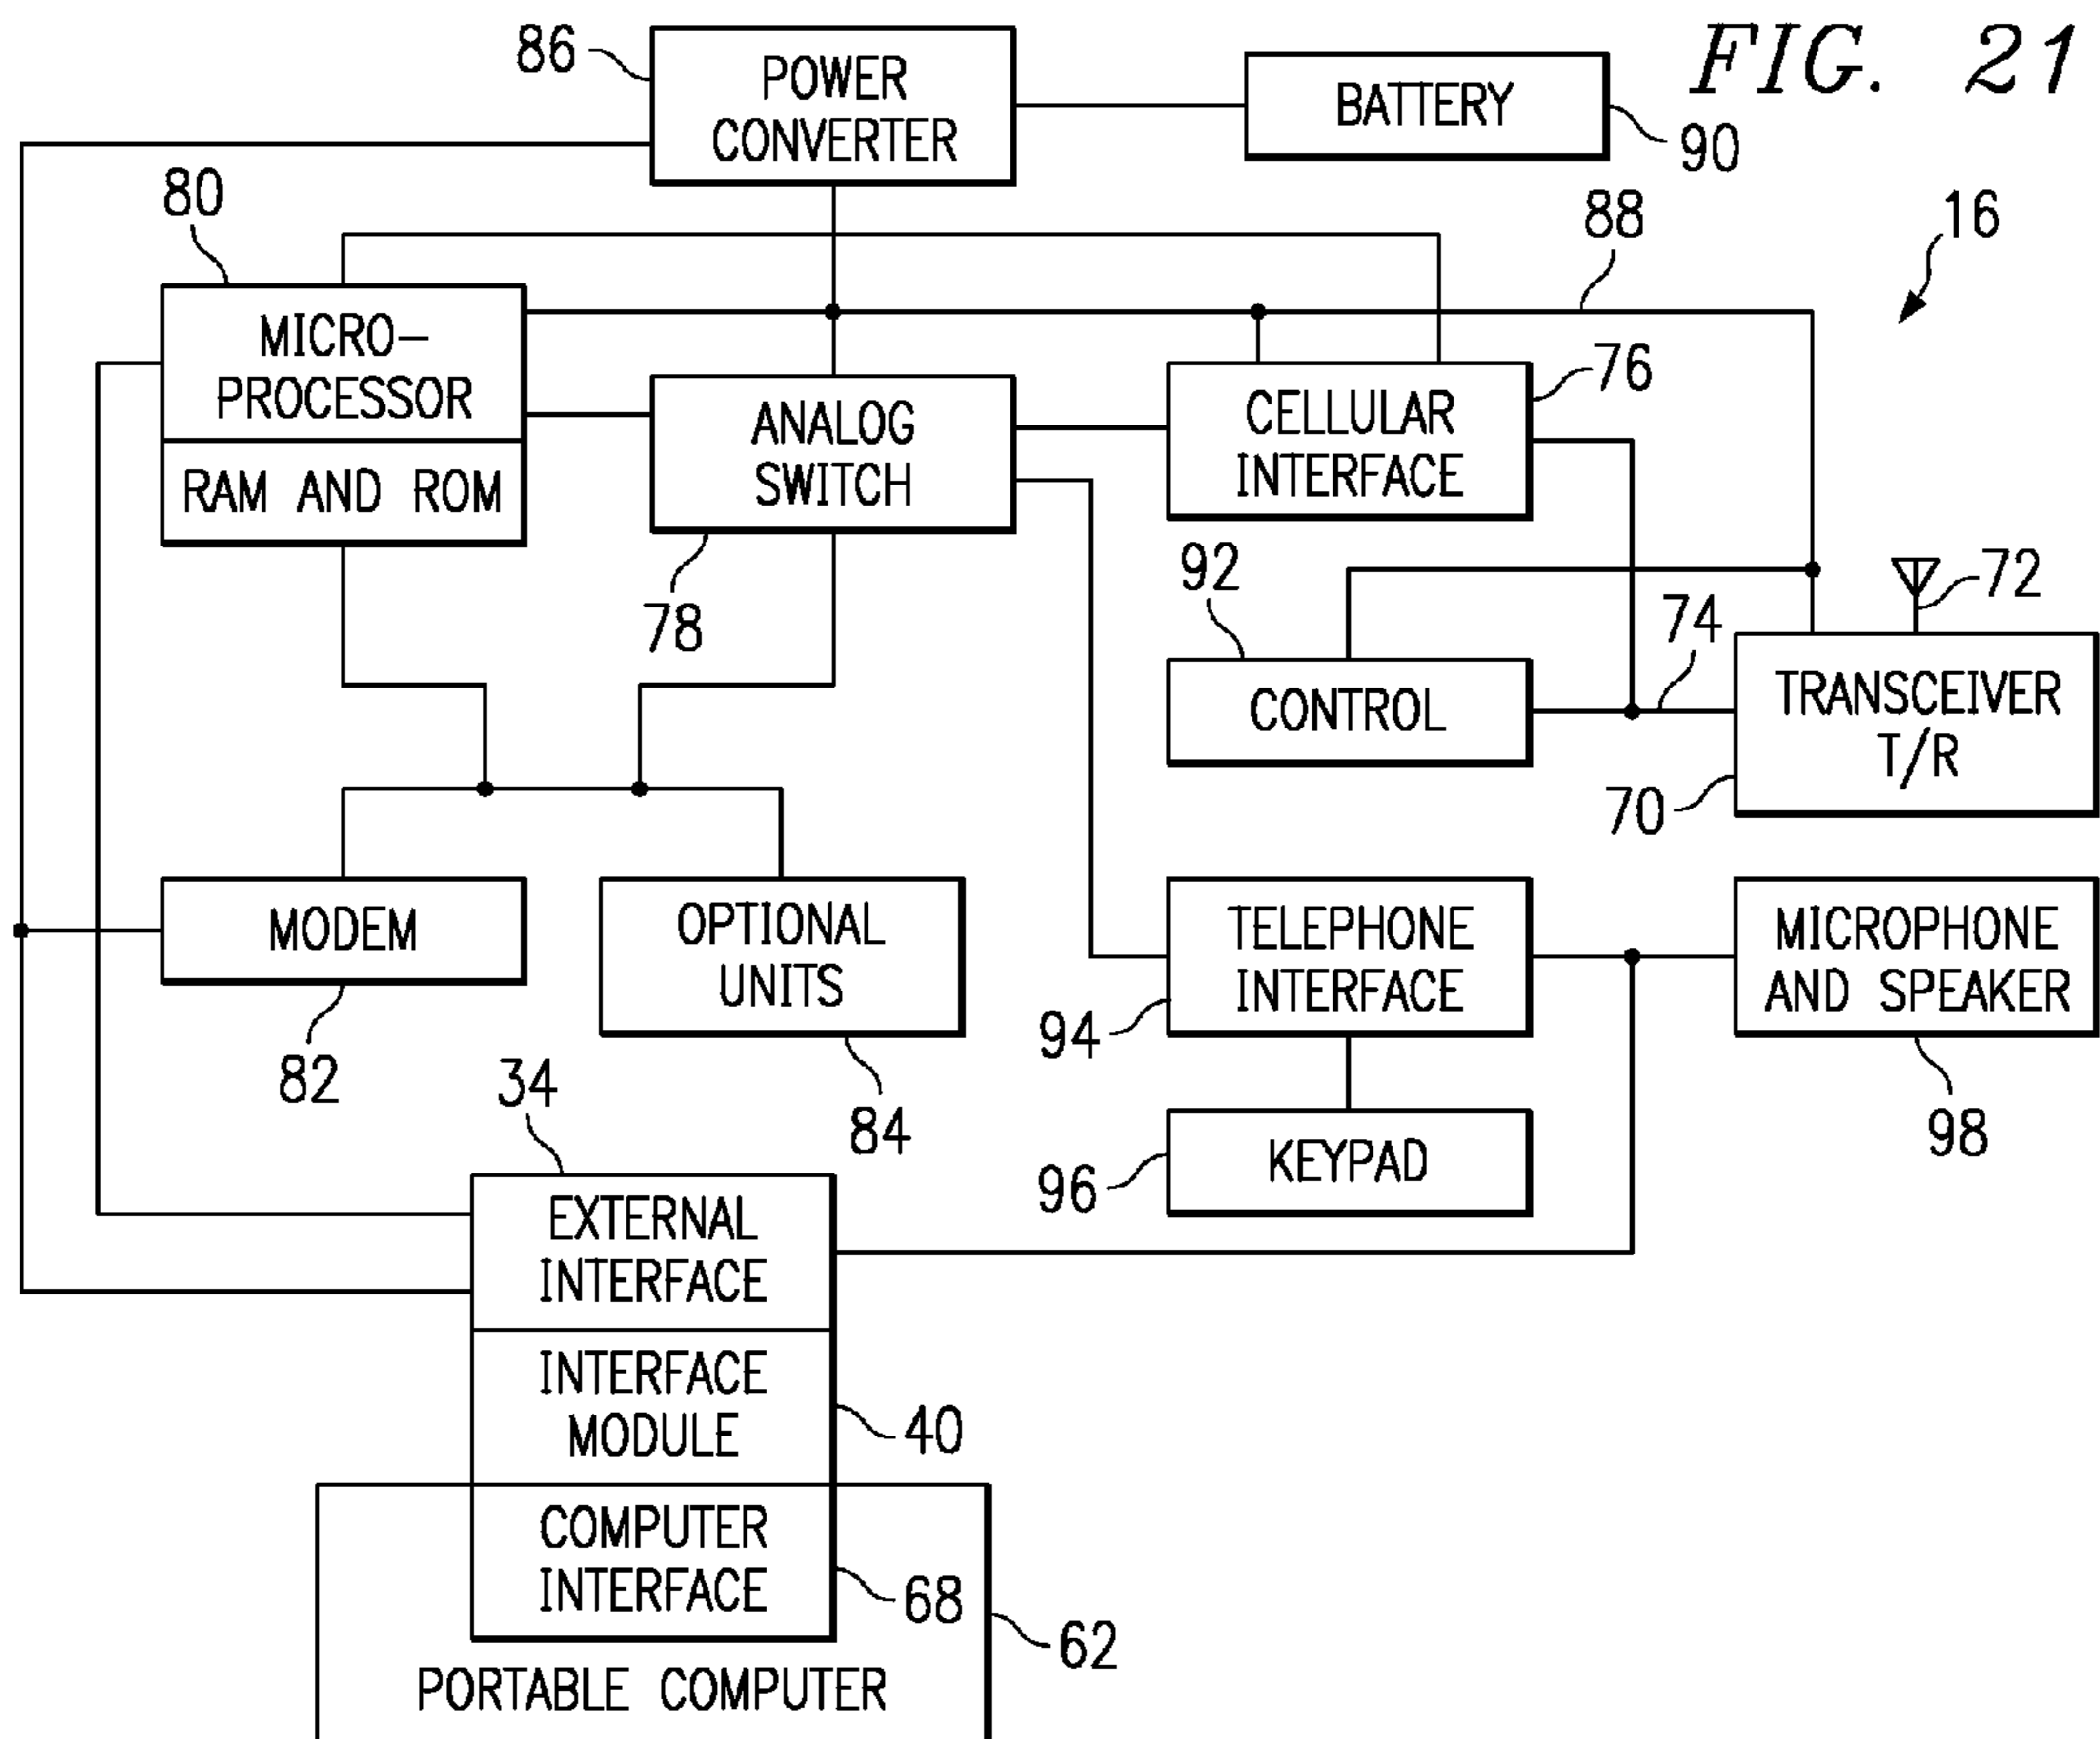 FIG. 21
86
POWER
CONVERTER
BATTERY
90
80
88
16
MICRO-
PROCESSOR
RAM AND ROM
ANALOG
SWITCH
78
CELLULAR
INTERFACE
76
92
CONTROL
74
72
TRANSCEIVER
T/R
70
MODEM
82
OPTIONAL
UNITS
84
TELEPHONE
INTERFACE
94
MICROPHONE
AND SPEAKER
98
KEYPAD
96
34
EXTERNAL
INTERFACE
INTERFACE
MODULE
40
COMPUTER
INTERFACE
68
62
PORTABLE COMPUTER